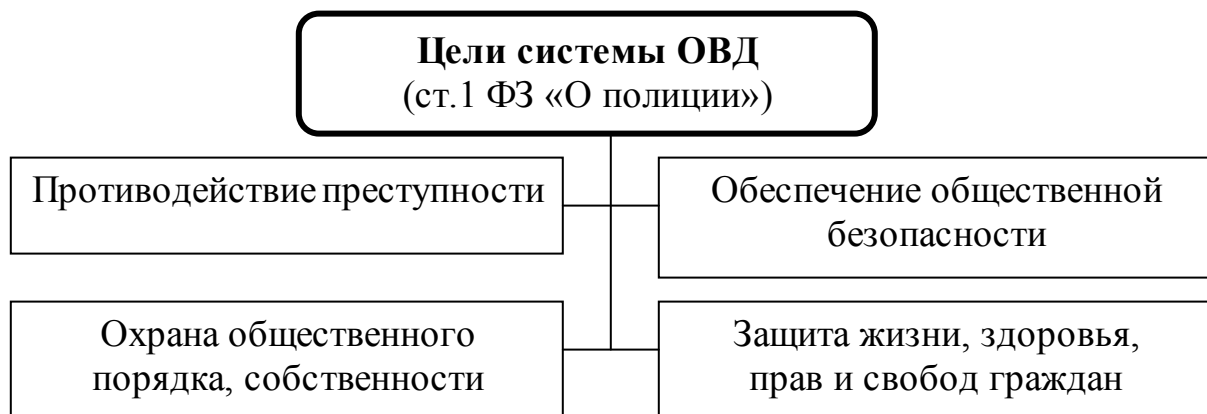 Цели системы ОВД
(ст.1 ФЗ «О полиции»)
Противодействие преступности
Обеспечение общественной
безопасности
Охрана общественного
порядка, собственности
Защита жизни, здоровья,
прав и свобод граждан